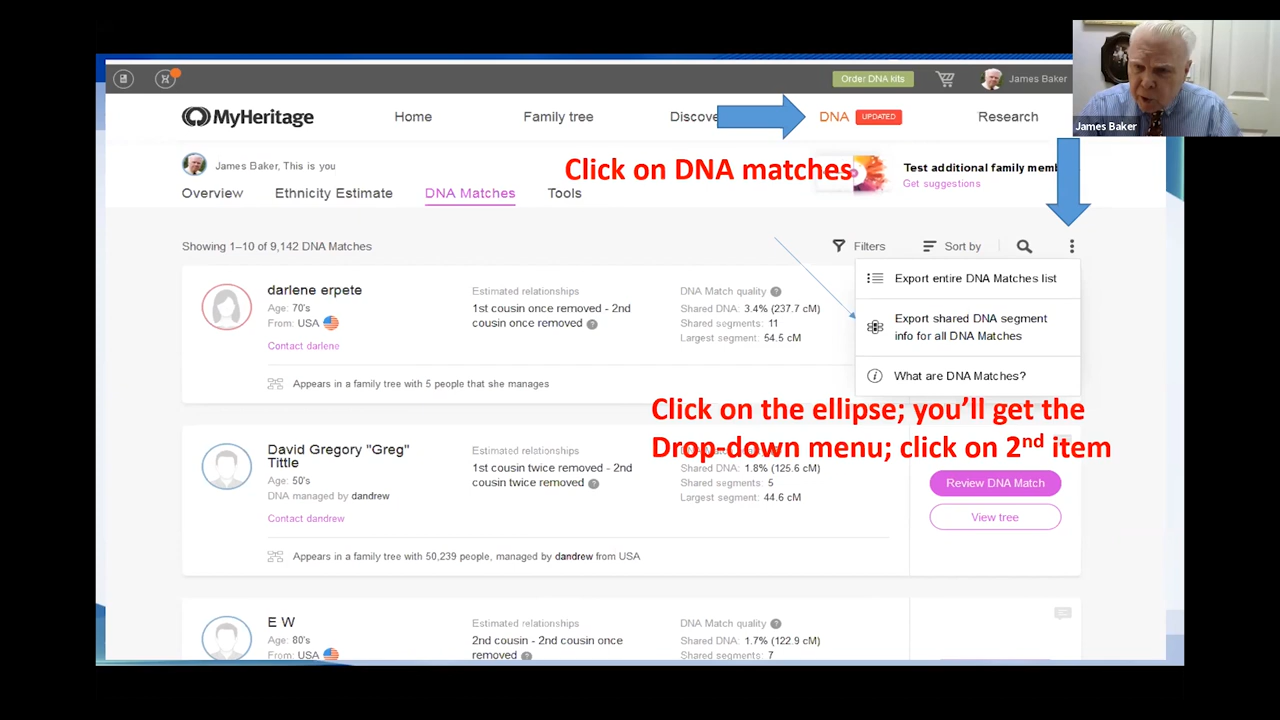 Order DNA kits
James Baker
James Baker
MyHeritage
Home
Family tree
Discove
DNA
UPDATED
Research
James Baker, This is you
Click on DNA matches
Test additional family memb
Get suggestions
Overview
Ethnicity Estimate
DNA Matches
Tools
Showing 1–10 of 9,142 DNA Matches
Filters
Sort by
Export entire DNA Matches list
Export shared DNA segment
info for all DNA Matches
What are DNA Matches?
darlene erpete
Age: 70's
From: USA
Contact darlene
Estimated relationships
1st cousin once removed - 2nd
cousin once removed ?
DNA Match quality ?
Shared DNA: 3.4% (237.7 cM)
Shared segments: 11
Largest segment: 54.5 cM
Appears in a family tree with 5 people that she manages
Click on the ellipse; you’ll get the
Drop-down menu; click on 2nd item
David Gregory "Greg"
Tittle
Age: 50's
DNA managed by dandrew
Contact dandrew
Estimated relationships
1st cousin twice removed - 2nd
cousin twice removed ?
Shared DNA: 1.8% (125.6 cM)
Shared segments: 5
Largest segment: 44.6 cM
Review DNA Match
View tree
Appears in a family tree with 50,239 people, managed by dandrew from USA
E W
Age: 80's
From: USA
Estimated relationships
2nd cousin - 2nd cousin once
removed ?
DNA Match quality ?
Shared DNA: 1.7% (122.9 cM)
Shared segments: 7